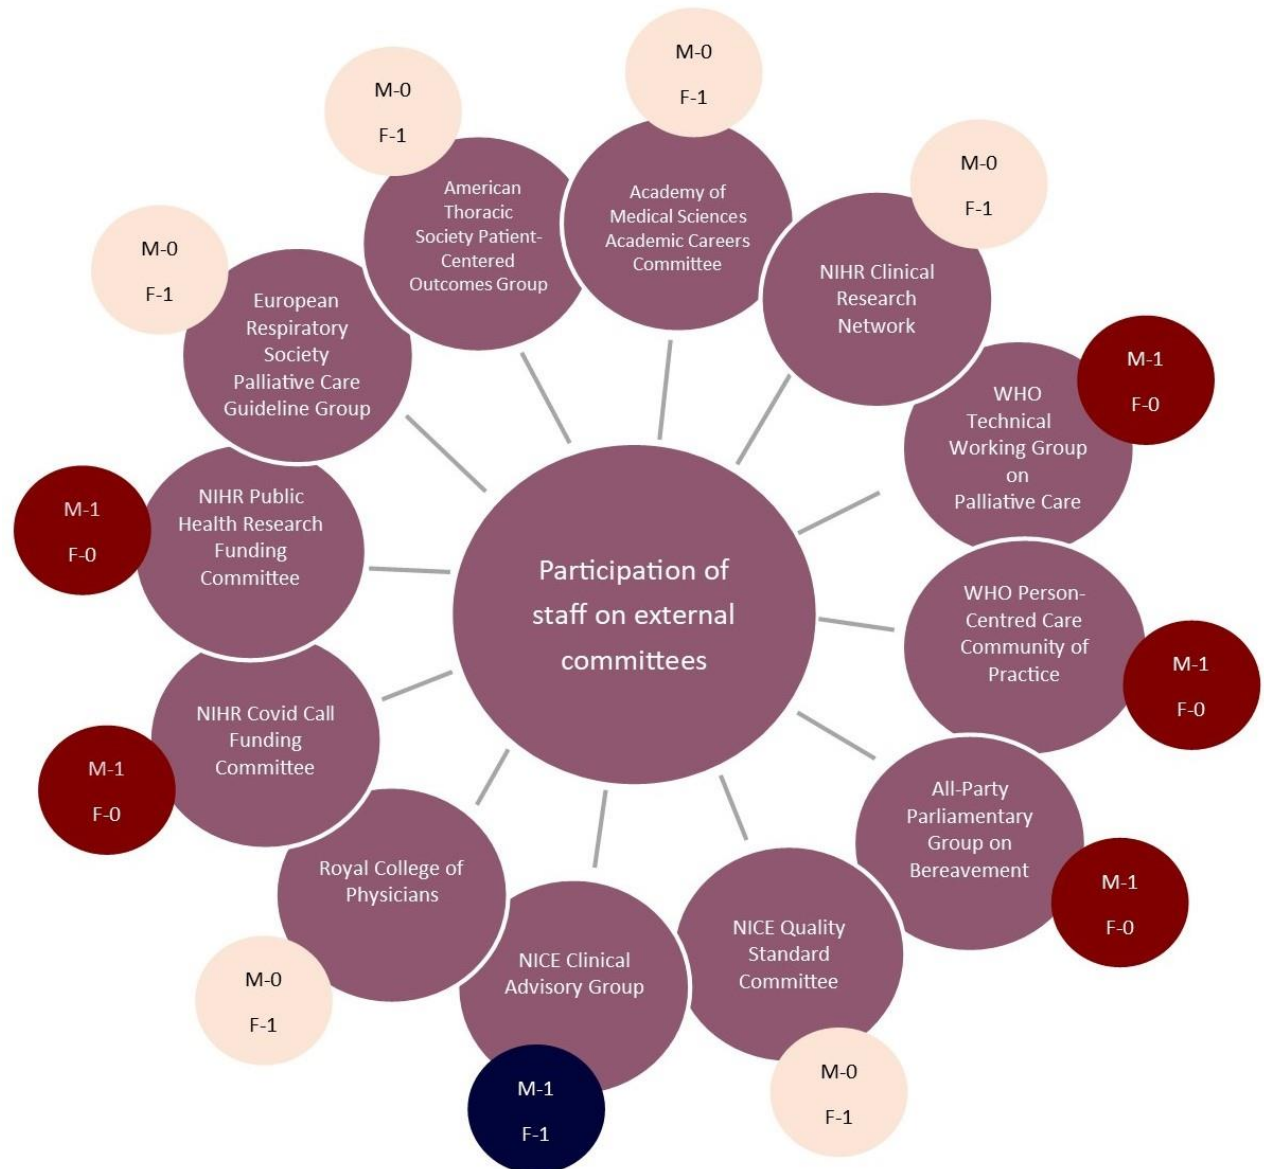 Participation of
staff on external
committees
M-0
F-1
Academy of
Medical Sciences
Academic Careers
Committee
M-0
F-1
NIHR Clinical
Research
Network
M-1
F-0
WHO
Technical
Working Group
on
Palliative Care
M-1
F-0
WHO Person-
Centred Care
Community of
Practice
M-1
F-0
All-Party
Parliamentary
Group on
Bereavement
M-0
F-1
NICE Quality
Standard
Committee
M-1
F-1
NICE Clinical
Advisory Group
M-0
F-1
Royal College of
Physicians
M-1
F-0
NIHR Covid Call
Funding
Committee
M-1
F-0
NIHR Public
Health Research
Funding
Committee
M-0
F-1
European
Respiratory
Society
Palliative Care
Guideline Group
M-0
F-1
American
Thoracic
Society Patient-
Centered
Outcomes Group